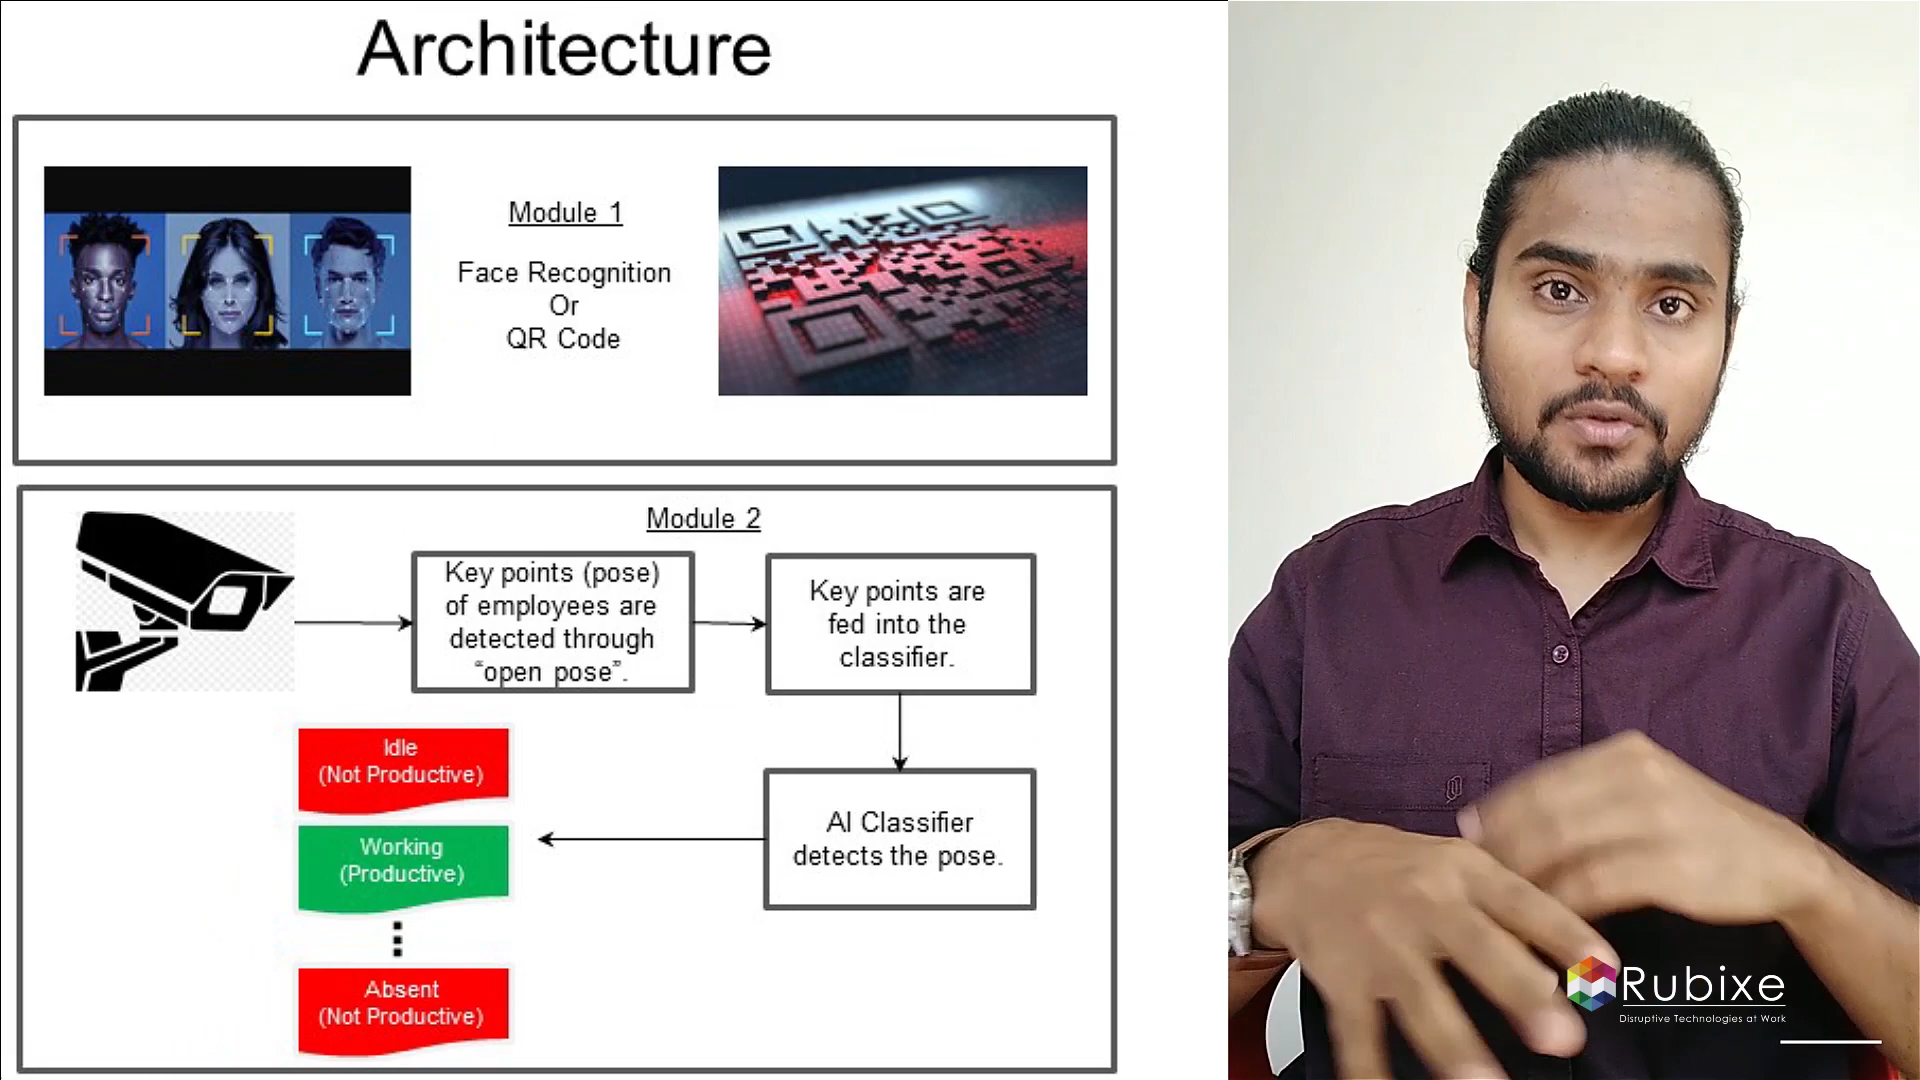 Architecture
Module 1
Face Recognition
Or
QR Code
Module 2
Key points (pose)
of employees are
detected through
“open pose”.
Key points are
fed into the
classifier.
AI Classifier
detects the pose.
Idle
(Not Productive)
Working
(Productive)
Absent
(Not Productive)
Rubixe
Disruptive Technologies at Work